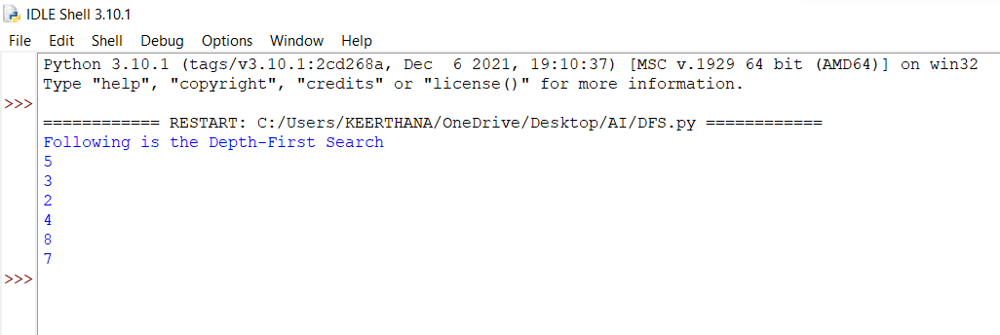 IDLE Shell 3.10.1
File Edit Shell Debug Options Window Help
Python 3.10.1 (tags/v3.10.1:2cd268a, Dec  6 2021, 19:10:37) [MSC v.1929 64 bit (AMD64)] on win32
Type "help", "copyright", "credits" or "license()" for more information.
>>>
============ RESTART: C:/Users/KEERTHANA/OneDrive/Desktop/AI/DFS.py ============
Following is the Depth-First Search
5
3
2
4
8
7
>>>